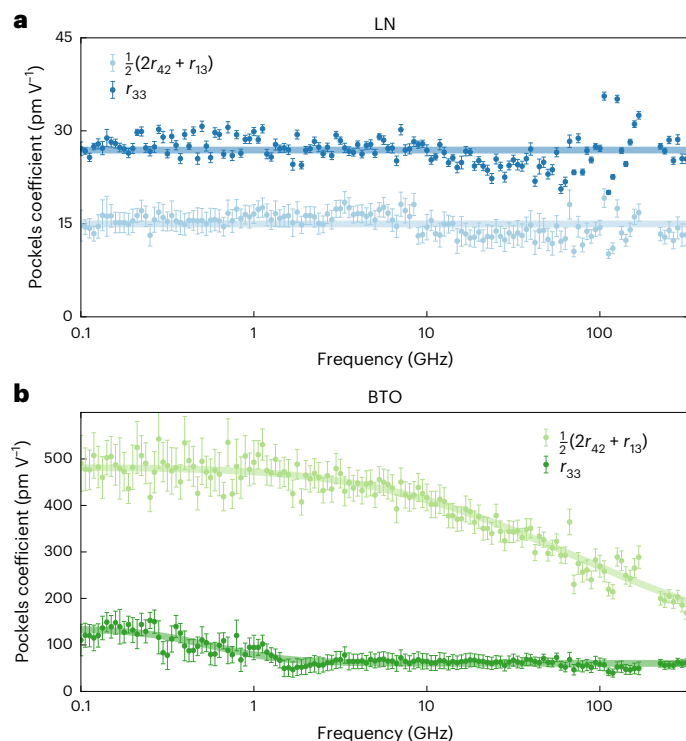 a
LN
45
30
15
0
Pockels coefficient (pm V⁻¹)
½(2r₄₂ + r₁₃)
r₃₃
0.1 1 10 100
Frequency (GHz)
b
BTO
500
400
300
200
100
0
Pockels coefficient (pm V⁻¹)
½(2r₄₂ + r₁₃)
r₃₃
0.1 1 10 100
Frequency (GHz)